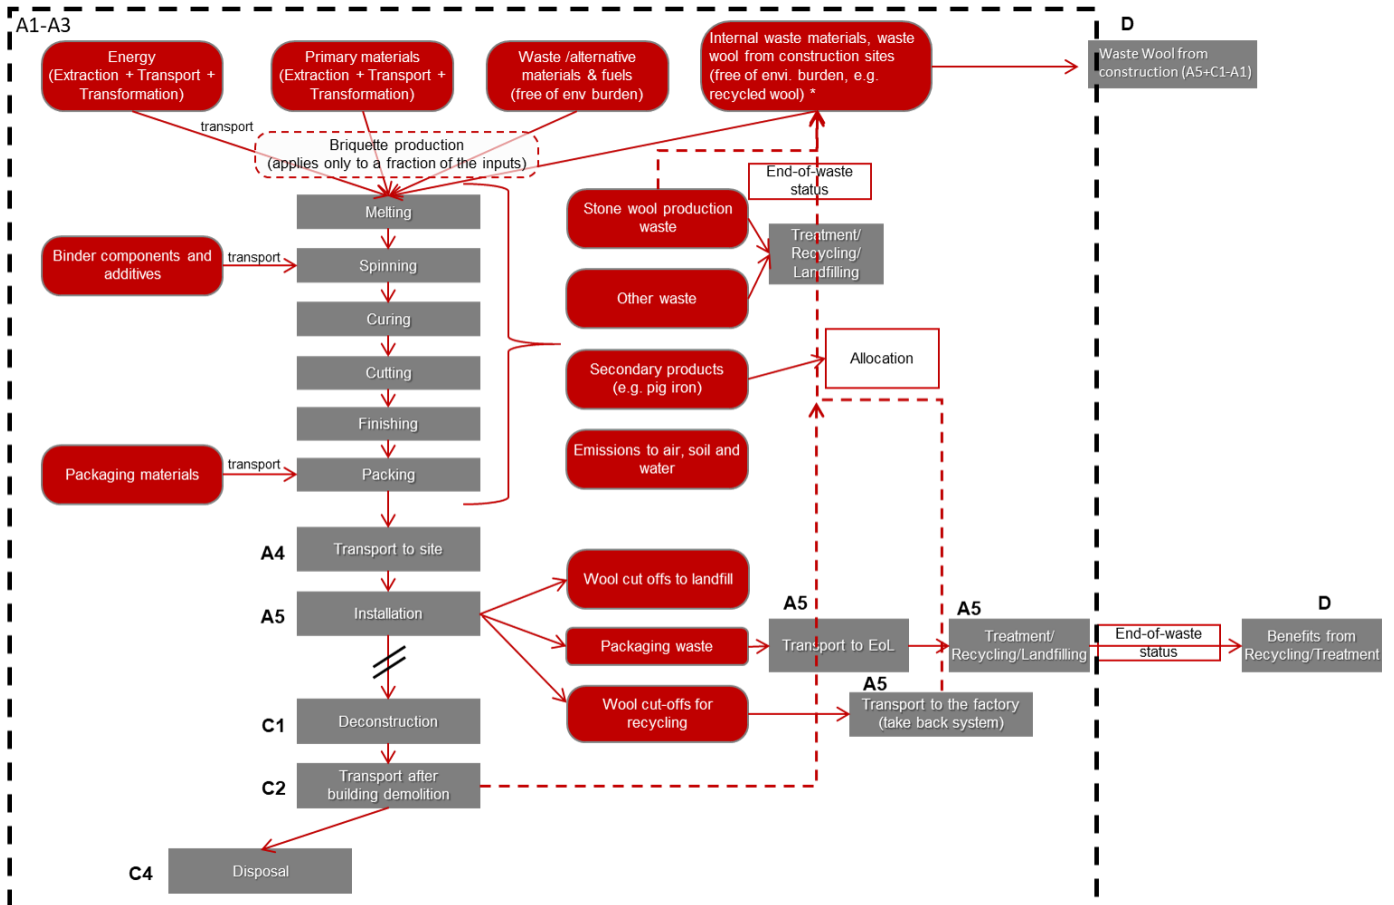 A1-A3
D
Energy
(Extraction + Transport +
Transformation)
Primary materials
(Extraction + Transport +
Transformation)
Waste /alternative
materials & fuels
(free of env burden)
Internal waste materials, waste
wool from construction sites
(free of envi. burden, e.g.
recycled wool) *
Waste Wool from
construction (A5+C1-A1)
transport
Briquette production
(applies only to a fraction of the inputs)
End-of-waste
status
Melting
Stone wool production
waste
Treatment/
Recycling/
Landfilling
Binder components and
additives
transport
Spinning
Other waste
Curing
Cutting
Secondary products
(e.g. pig iron)
Allocation
Finishing
Emissions to air, soil and
water
Packaging materials
transport
Packing
A4
Transport to site
Wool cut offs to landfill
A5
Installation
A5
A5
D
Packaging waste
Transport to EoL
Treatment/
Recycling/Landfilling
End-of-waste
status
Benefits from
Recycling/Treatment
A5
Wool cut-offs for
recycling
Transport to the factory
(take back system)
C1
Deconstruction
C2
Transport after
building demolition
C4
Disposal